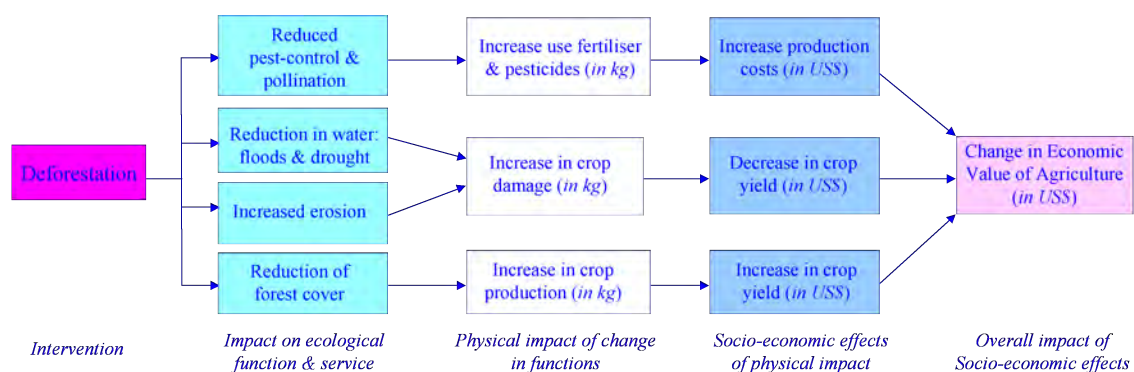 Deforestation
Reduced
pest-control &
pollination
Reduction in water:
floods & drought
Increased erosion
Reduction of
forest cover
Increase use fertiliser
& pesticides (in kg)
Increase in crop
damage (in kg)
Increase in crop
production (in kg)
Increase production
costs (in US$)
Decrease in crop
yield (in US$)
Increase in crop
yield (in US$)
Change in Economic
Value of Agriculture
(in US$)
Intervention
Impact on ecological
function & service
Physical impact of change
in functions
Socio-economic effects
of physical impact
Overall impact of
Socio-economic effects